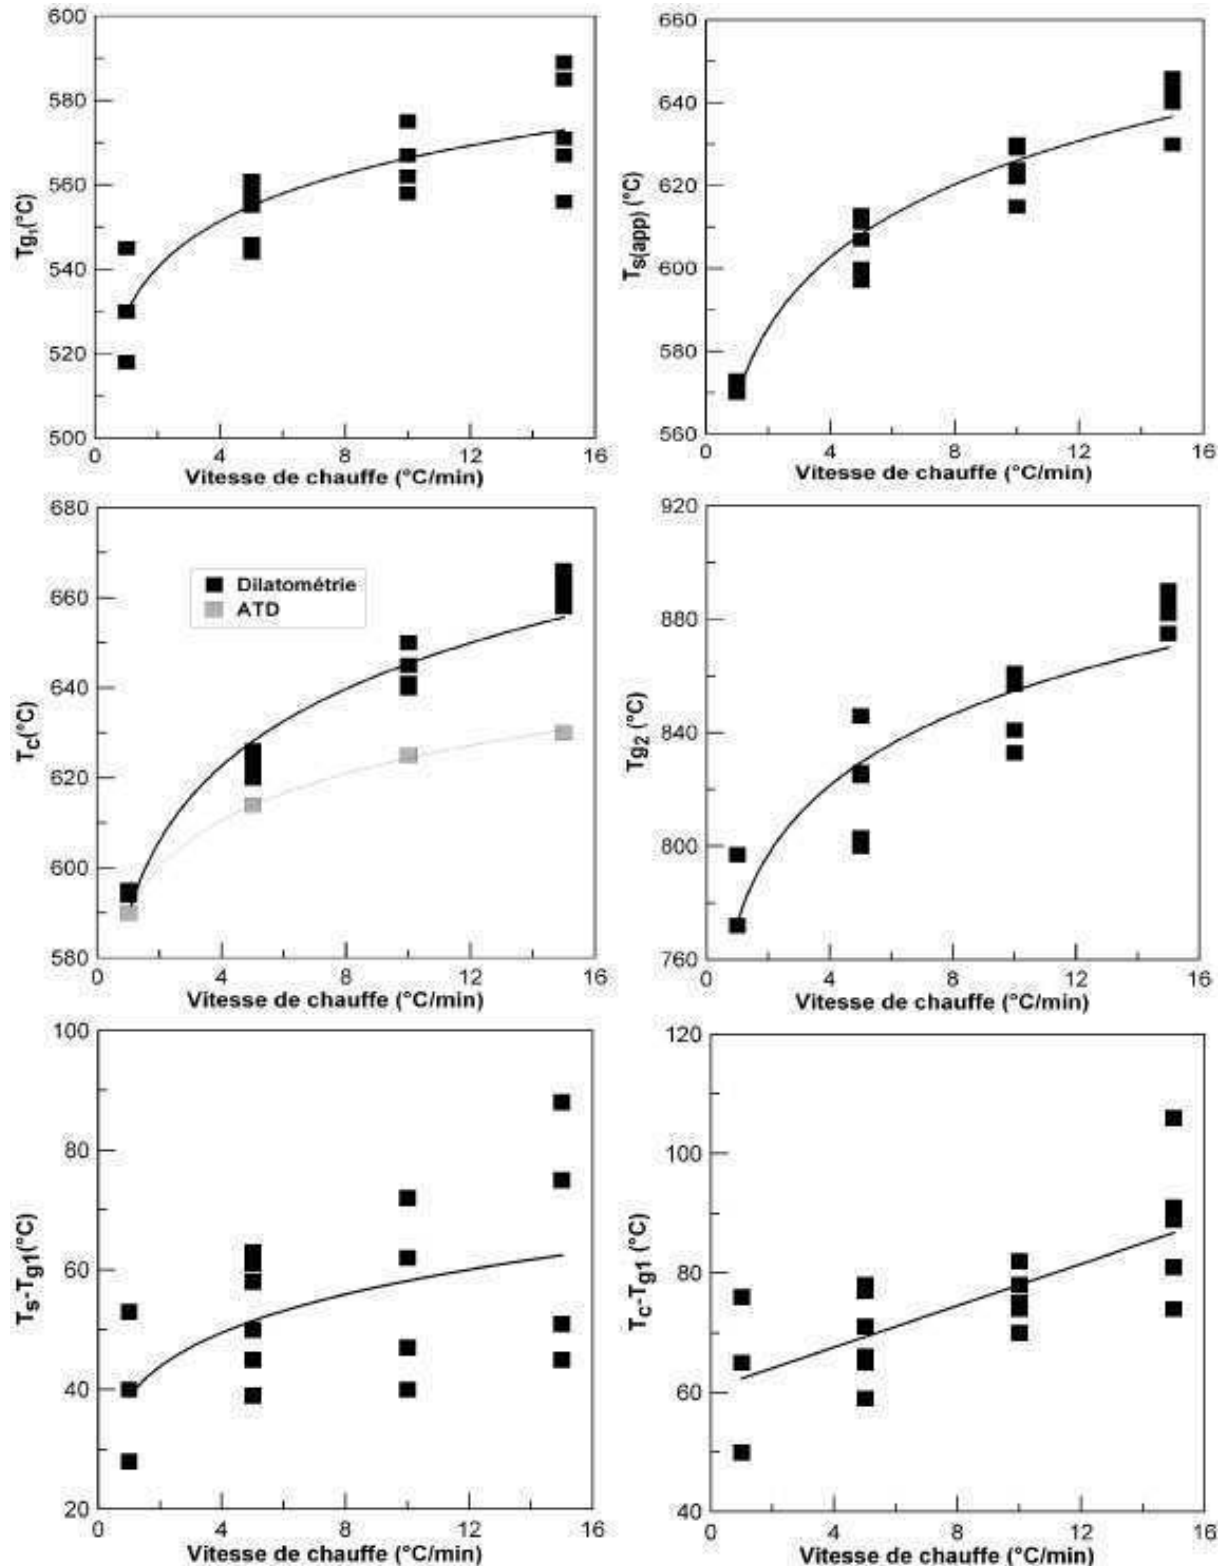 600
580
560
540
520
500
Tg₁(°C)
0 4 8 12 16
Vitesse de chauffe (°C/min)
660
640
620
600
580
560
Ts(app) (°C)
0 4 8 12 16
Vitesse de chauffe (°C/min)
680
660
640
620
600
580
Tc(°C)
Dilatométrie
ATD
0 4 8 12 16
Vitesse de chauffe (°C/min)
920
880
840
800
760
Tg₂ (°C)
0 4 8 12 16
Vitesse de chauffe (°C/min)
100
80
60
40
20
Ts-Tg1(°C)
0 4 8 12 16
Vitesse de chauffe (°C/min)
120
100
80
60
40
Tc-Tg1 (°C)
0 4 8 12 16
Vitesse de chauffe (°C/min)